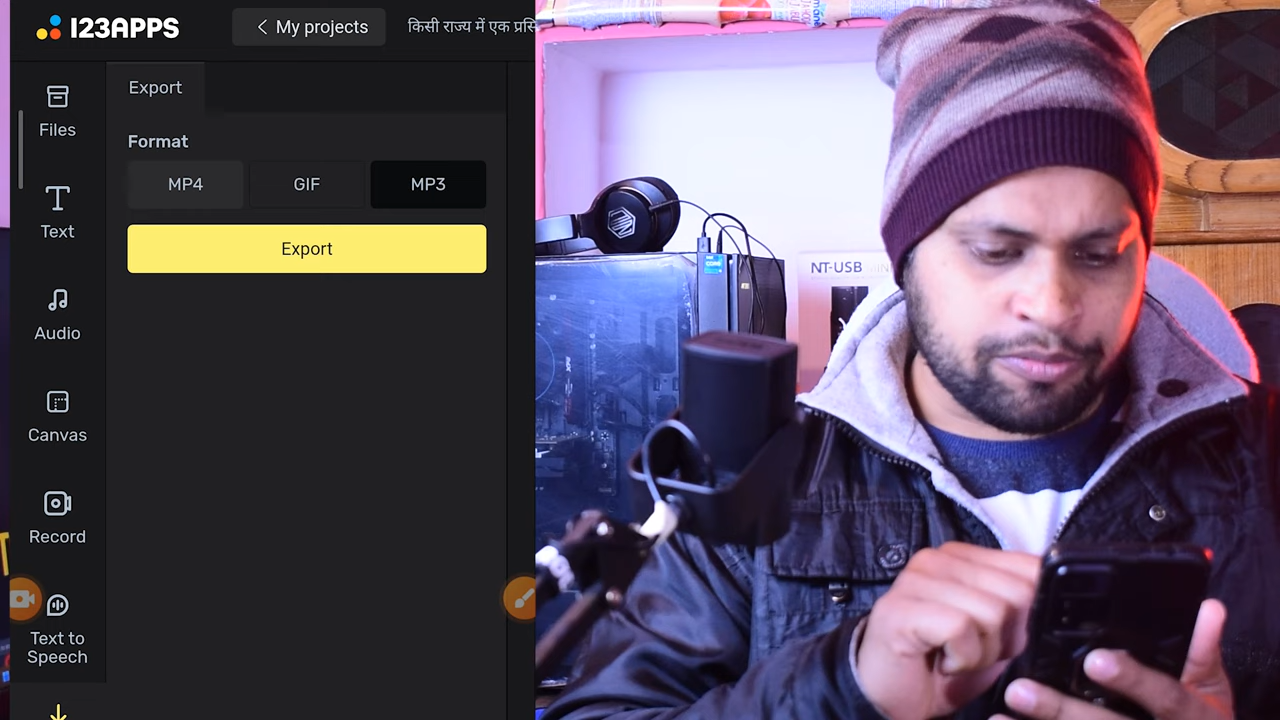 123APPS
My projects
किसी राज्य में एक
Export
Format
MP4
GIF
MP3
Export
Files
Text
Audio
Canvas
Record
Text to
Speech
NT-USB MINI